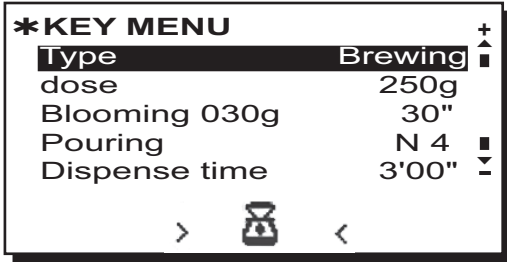 *KEY MENU +
Type Brewing
dose 250g
Blooming 030g 30"
Pouring N 4
Dispense time 3'00" -
> <